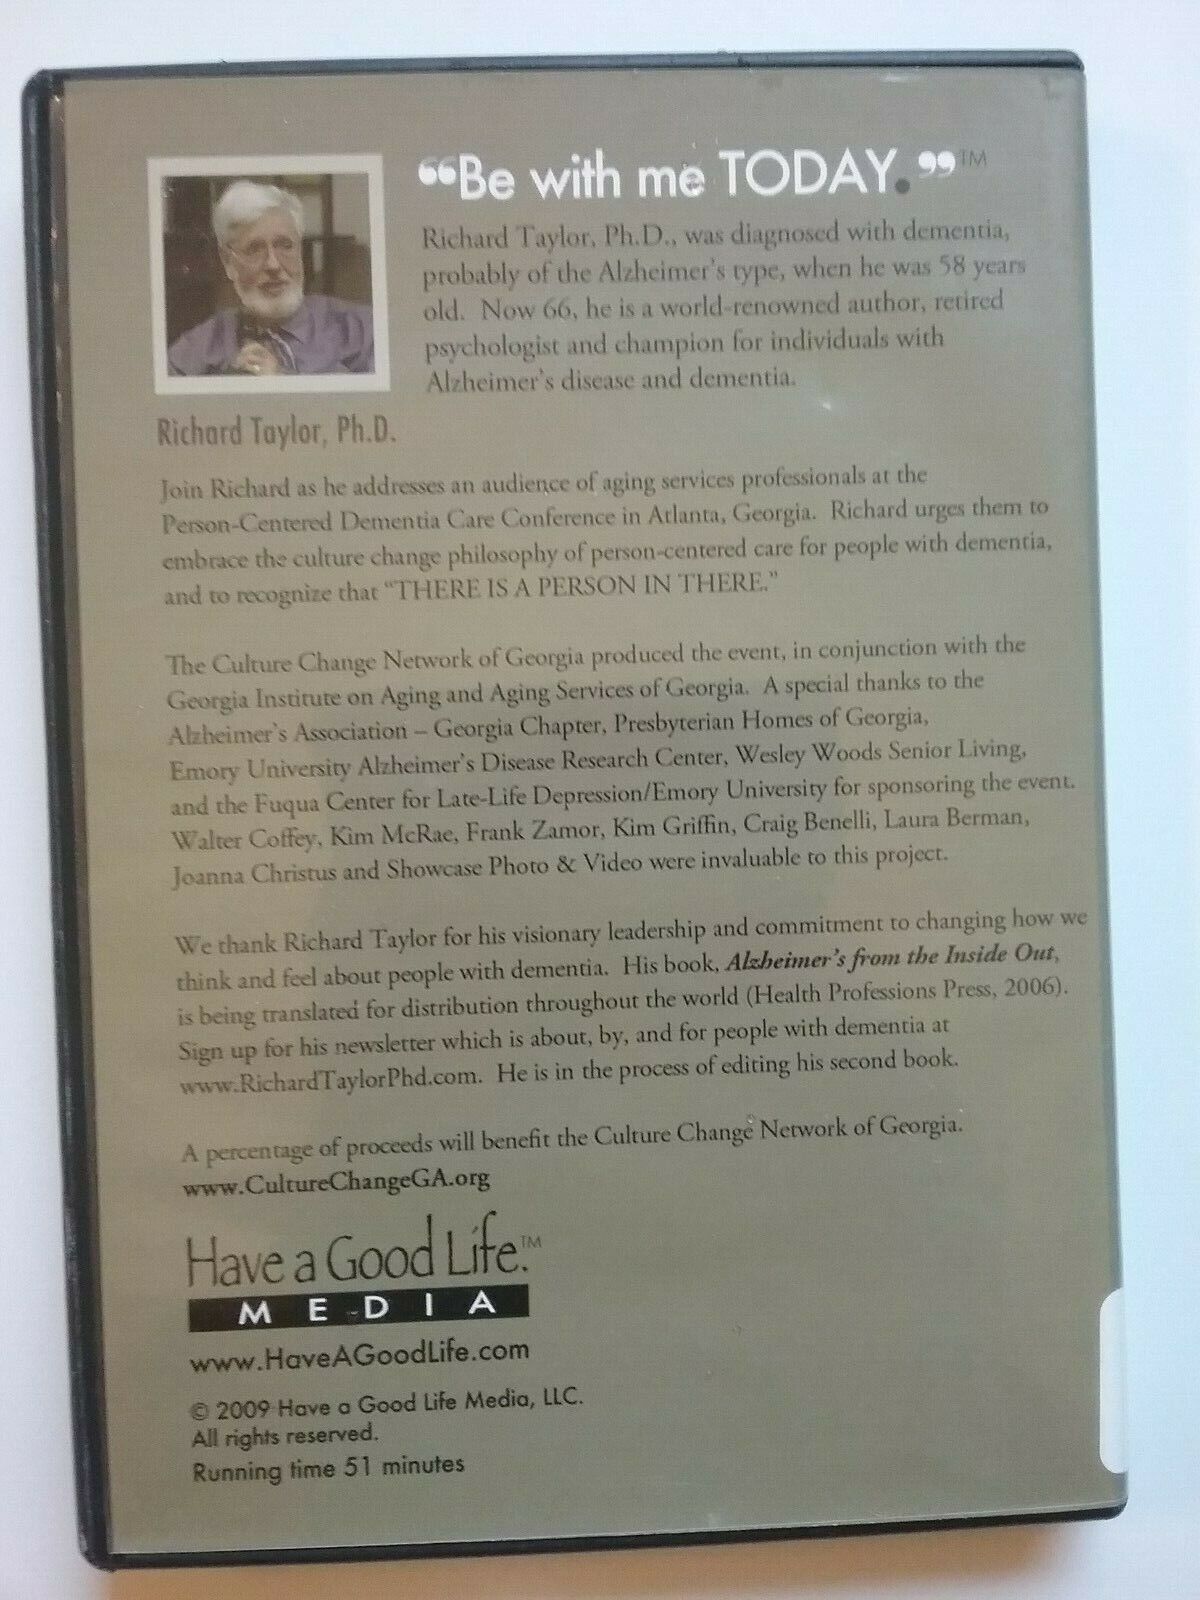 “Be with me TODAY.”™
Richard Taylor, Ph.D., was diagnosed with dementia,
probably of the Alzheimer's type, when he was 58 years
old. Now 66, he is a world-renowned author, retired
psychologist and champion for individuals with
Alzheimer's disease and dementia.
Richard Taylor, Ph.D.
Join Richard as he addresses an audience of aging services professionals at the
Person-Centered Dementia Care Conference in Atlanta, Georgia. Richard urges them to
embrace the culture change philosophy of person-centered care for people with dementia,
and to recognize that “THERE IS A PERSON IN THERE.”
The Culture Change Network of Georgia produced the event, in conjunction with the
Georgia Institute on Aging and Aging Services of Georgia. A special thanks to the
Alzheimer's Association – Georgia Chapter, Presbyterian Homes of Georgia,
Emory University Alzheimer's Disease Research Center, Wesley Woods Senior Living,
and the Fuqua Center for Late-Life Depression/Emory University for sponsoring the event.
Walter Coffey, Kim McRae, Frank Zamor, Kim Griffin, Craig Benelli, Laura Berman,
Joanna Christus and Showcase Photo & Video were invaluable to this project.
We thank Richard Taylor for his visionary leadership and commitment to changing how we
think and feel about people with dementia. His book, Alzheimer's from the Inside Out,
is being translated for distribution throughout the world (Health Professions Press, 2006).
Sign up for his newsletter which is about, by, and for people with dementia at
www.RichardTaylorPhd.com. He is in the process of editing his second book.
A percentage of proceeds will benefit the Culture Change Network of Georgia.
www.CultureChangeGA.org
Have a Good Life.™
MEDIA
www.HaveAGoodLife.com
© 2009 Have a Good Life Media, LLC.
All rights reserved.
Running time 51 minutes